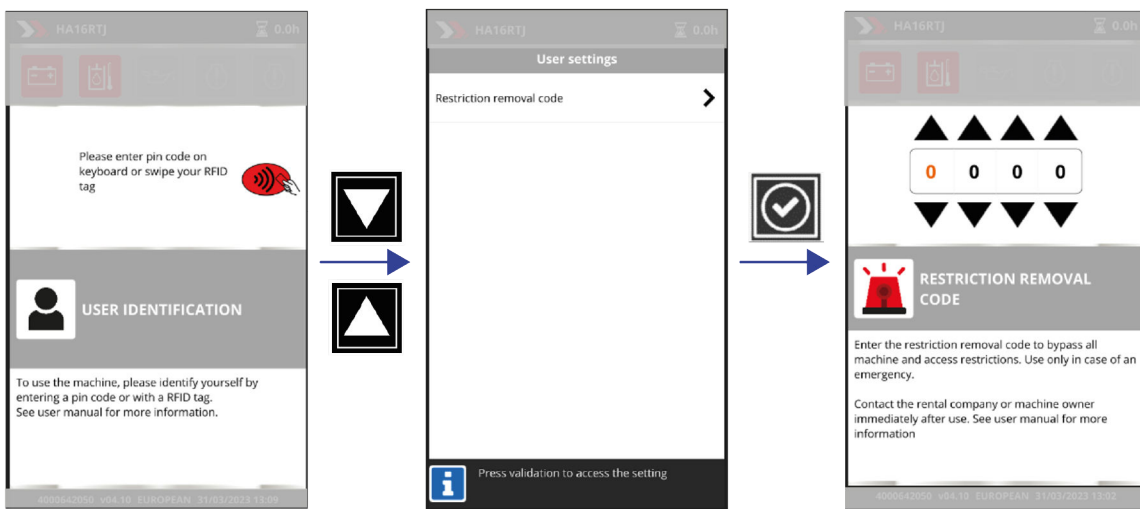 HA16RTJ 0.0h
Please enter pin code on
keyboard or swipe your RFID
tag
USER IDENTIFICATION
To use the machine, please identify yourself by
entering a pin code or with a RFID tag.
See user manual for more information.
4000642050 v04.10 EUROPEAN 31/03/2023 13:09
HA16RTJ 0.0h
User settings
Restriction removal code
Press validation to access the setting
HA16RTJ 0.0h
0 0 0 0
RESTRICTION REMOVAL
CODE
Enter the restriction removal code to bypass all
machine and access restrictions. Use only in case of an
emergency.
Contact the rental company or machine owner
immediately after use. See user manual for more
information
4000642050 v04.10 EUROPEAN 31/03/2023 13:02